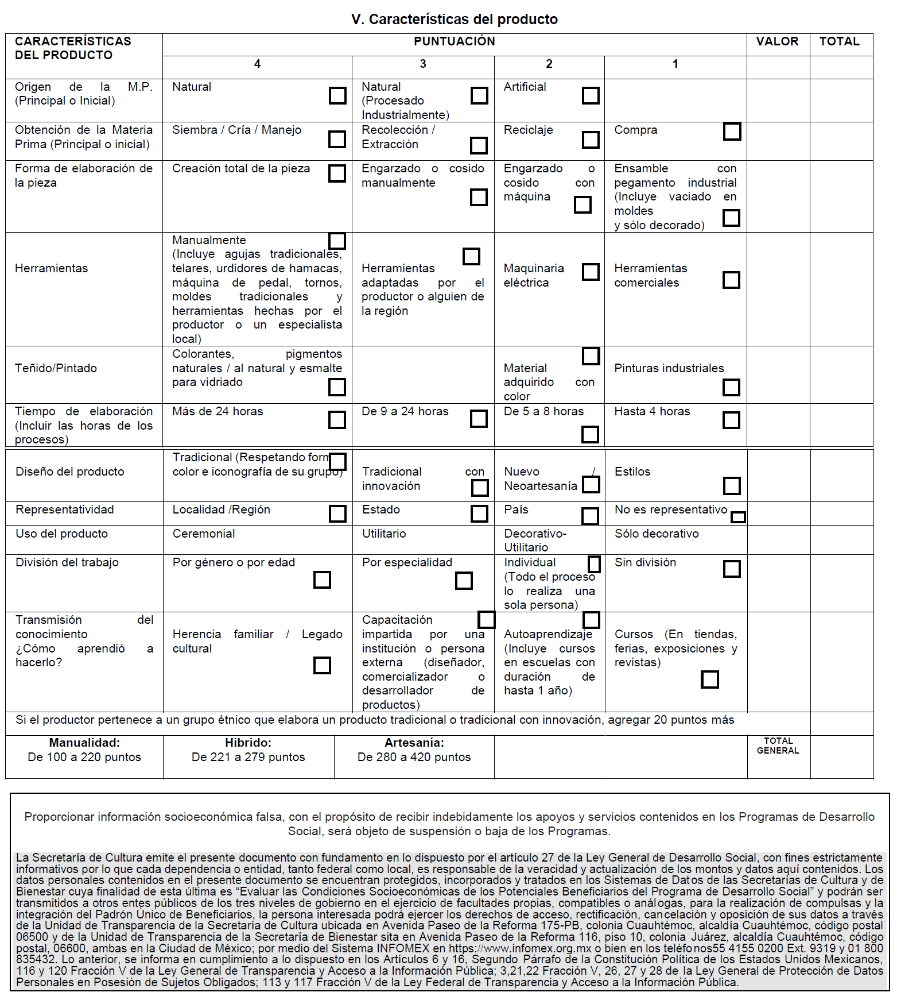 V. Características del producto
CARACTERÍSTICAS
DEL PRODUCTO
PUNTUACIÓN
VALOR
TOTAL
4
3
2
1
Origen de la M.P.
(Principal o Inicial)
Natural
Natural
(Procesado
Industrialmente)
Artificial
Obtención de la Materia
Prima (Principal o inicial)
Siembra / Cría / Manejo
Recolección /
Extracción
Reciclaje
Compra
Forma de elaboración de
la pieza
Creación total de la pieza
Engarzado o cosido
manualmente
Engarzado o
cosido con
máquina
Ensamble con
pegamento industrial
(Incluye vaciado en
moldes
y sólo decorado)
Herramientas
Manualmente
(Incluye agujas tradicionales,
telares, urdidores de hamacas,
máquina de pedal, tornos,
moldes tradicionales y
herramientas hechas por el
productor o un especialista
local)
Herramientas
adaptadas por el
productor o alguien de
la región
Maquinaria
eléctrica
Herramientas
comerciales
Teñido/Pintado
Colorantes, pigmentos
naturales / al natural y esmalte
para vidriado
Material
adquirido con
color
Pinturas industriales
Tiempo de elaboración
(Incluir las horas de los
procesos)
Más de 24 horas
De 9 a 24 horas
De 5 a 8 horas
Hasta 4 horas
Diseño del producto
Tradicional (Respetando form
color e iconografía de su grupo)
Tradicional con
innovación
Nuevo /
Neoartesanía
Estilos
Representatividad
Localidad /Región
Estado
País
No es representativo
Uso del producto
Ceremonial
Utilitario
Decorativo-
Utilitario
Sólo decorativo
División del trabajo
Por género o por edad
Por especialidad
Individual
(Todo el proceso
lo realiza una
sola persona)
Sin división
Transmisión del
conocimiento
¿Cómo aprendió a
hacerlo?
Herencia familiar / Legado
cultural
Capacitación
impartida por una
institución o persona
externa (diseñador,
comercializador o
desarrollador de
productos)
Autoaprendizaje
(Incluye cursos
en escuelas con
duración de
hasta 1 año)
Cursos (En tiendas,
ferias, exposiciones y
revistas)
Si el productor pertenece a un grupo étnico que elabora un producto tradicional o tradicional con innovación, agregar 20 puntos más
Manualidad:
De 100 a 220 puntos
Hibrido:
De 221 a 279 puntos
Artesanía:
De 280 a 420 puntos
TOTAL
GENERAL
Proporcionar información socioeconómica falsa, con el propósito de recibir indebidamente los apoyos y servicios contenidos en los Programas de Desarrollo
Social, será objeto de suspensión o baja de los Programas.
La Secretaría de Cultura emite el presente documento con fundamento en lo dispuesto por el artículo 27 de la Ley General de Desarrollo Social, con fines estrictamente
informativos por lo que cada dependencia o entidad, tanto federal como local, es responsable de la veracidad y actualización de los montos y datos aquí contenidos. Los
datos personales contenidos en el presente documento se encuentran protegidos, incorporados y tratados en los Sistemas de Datos de las Secretarías de Cultura y de
Bienestar cuya finalidad de esta última es “Evaluar las Condiciones Socioeconómicas de los Potenciales Beneficiarios del Programa de Desarrollo Social” y podrán ser
transmitidos a otros entes públicos de los tres niveles de gobierno en el ejercicio de facultades propias, compatibles o análogas, para la realización de compulsas y la
integración del Padrón Único de Beneficiarios, la persona interesada podrá ejercer los derechos de acceso, rectificación, cancelación y oposición de sus datos a través
de la Unidad de Transparencia de la Secretaría de Cultura ubicada en Avenida Paseo de la Reforma 175-PB, colonia Cuauhtémoc, alcaldía Cuauhtémoc, código postal
06500 y de la Unidad de Transparencia de la Secretaría de Bienestar sita en Avenida Paseo de la Reforma 116, piso 10, colonia Juárez, alcaldía Cuauhtémoc, código
postal, 06600, ambas en la Ciudad de México; por medio del Sistema INFOMEX en https://www.infomex.org.mx o bien en los teléfonos55 4155 0200 Ext. 9319 y 01 800
835432. Lo anterior, se informa en cumplimiento a lo dispuesto en los Artículos 6 y 16, Segundo Párrafo de la Constitución Política de los Estados Unidos Mexicanos,
116 y 120 Fracción V de la Ley General de Transparencia y Acceso a la Información Pública; 3,21,22 Fracción V, 26, 27 y 28 de la Ley General de Protección de Datos
Personales en Posesión de Sujetos Obligados; 113 y 117 Fracción V de la Ley Federal de Transparencia y Acceso a la Información Pública.